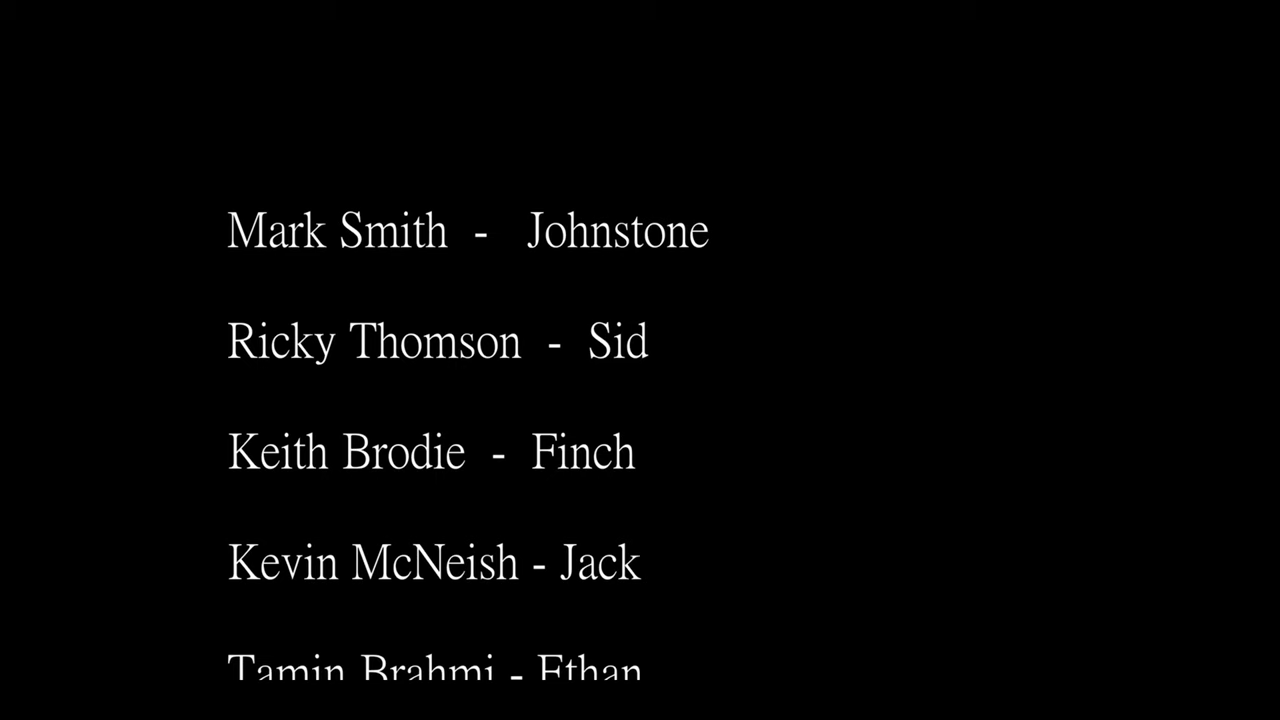 Mark Smith  -   Johnstone
Ricky Thomson  -  Sid
Keith Brodie  -  Finch
Kevin McNeish - Jack
Tamin Brahmi - Ethan